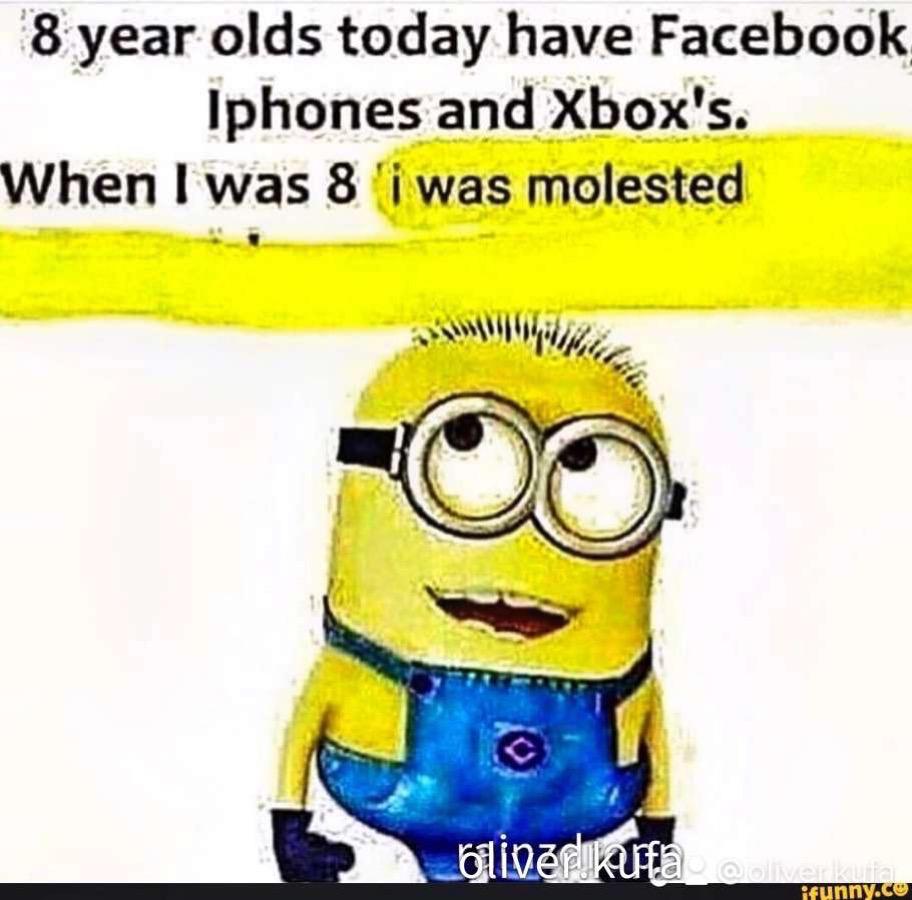 8 year olds today have Facebook,
Iphones and Xbox's.
When I was 8 i was molested
oliver.kufa @oliver.kufa
ifunny.co